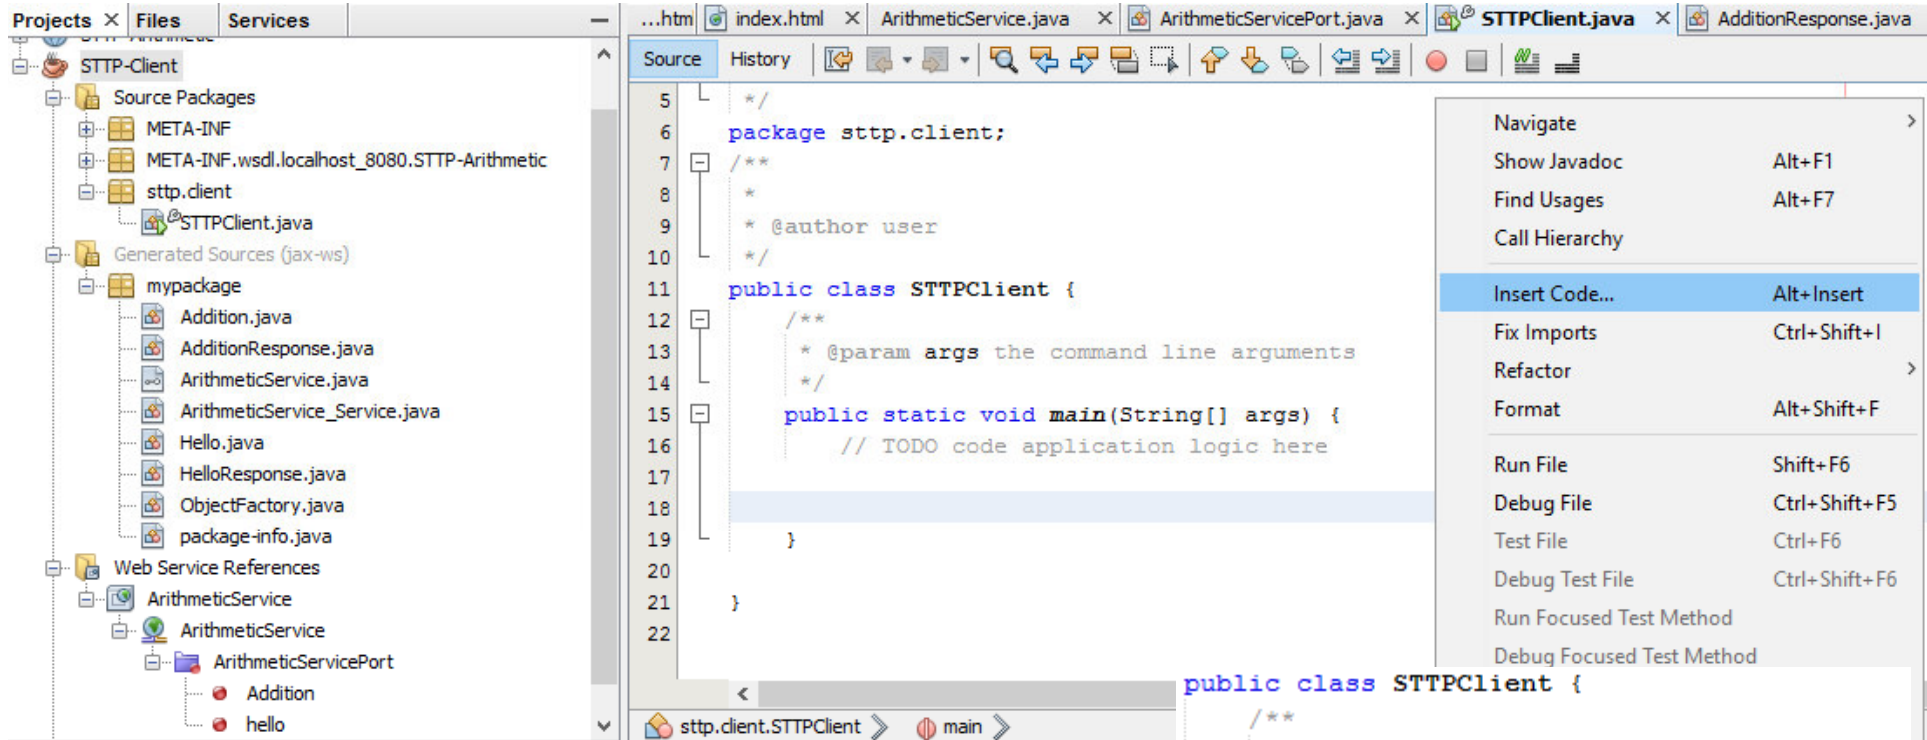 Projects × Files Services
STTP-Arithmetic
STTP-Client
Source Packages
META-INF
META-INF.wsdl.localhost_8080.STTP-Arithmetic
sttp.client
STTPClient.java
Generated Sources (jax-ws)
mypackage
Addition.java
AdditionResponse.java
ArithmeticService.java
ArithmeticService_Service.java
Hello.java
HelloResponse.java
ObjectFactory.java
package-info.java
Web Service References
ArithmeticService
ArithmeticService
ArithmeticServicePort
Addition
hello
...html index.html × ArithmeticService.java × ArithmeticServicePort.java × STTPClient.java × AdditionResponse.java
Source History
5 */
6 package sttp.client;
7 /**
8 *
9 * @author user
10 */
11 public class STTPClient {
12 /**
13 * @param args the command line arguments
14 */
15 public static void main(String[] args) {
16 // TODO code application logic here
17
18
19 }
20
21 }
22
sttp.client.STTPClient main
Navigate >
Show Javadoc Alt+F1
Find Usages Alt+F7
Call Hierarchy
Insert Code... Alt+Insert
Fix Imports Ctrl+Shift+I
Refactor >
Format Alt+Shift+F
Run File Shift+F6
Debug File Ctrl+Shift+F5
Test File Ctrl+F6
Debug Test File Ctrl+Shift+F6
Run Focused Test Method
Debug Focused Test Method
public class STTPClient {
/**